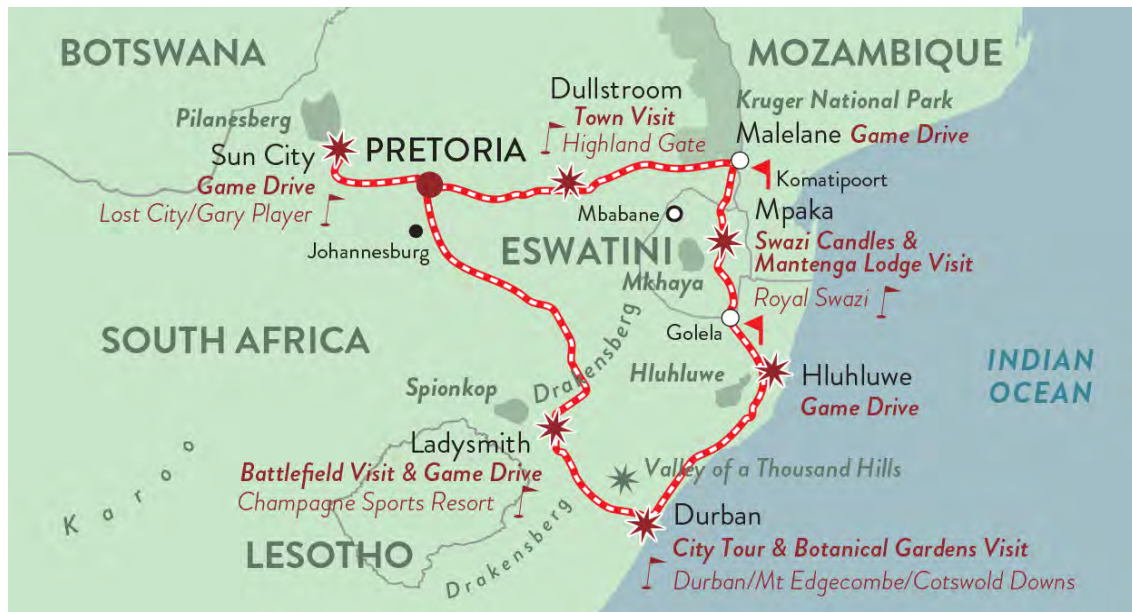 BOTSWANA
MOZAMBIQUE
Pilanesberg
Dullstroom
Town Visit
Highland Gate
Kruger National Park
Malelane Game Drive
Sun City
Game Drive
Lost City/Gary Player
PRETORIA
Komatipoort
Johannesburg
Mbabane
Mpaka
Swazi Candles &
Mantenga Lodge Visit
Royal Swazi
ESWATINI
Mkhaya
Golela
SOUTH AFRICA
Drakensberg
Hluhluwe
Hluhluwe
Game Drive
INDIAN
OCEAN
Spionkop
Ladysmith
Battlefield Visit & Game Drive
Champagne Sports Resort
Valley of a Thousand Hills
Karoo
LESOTHO
Drakensberg
Durban
City Tour & Botanical Gardens Visit
Durban/Mt Edgecombe/Cotswold Downs